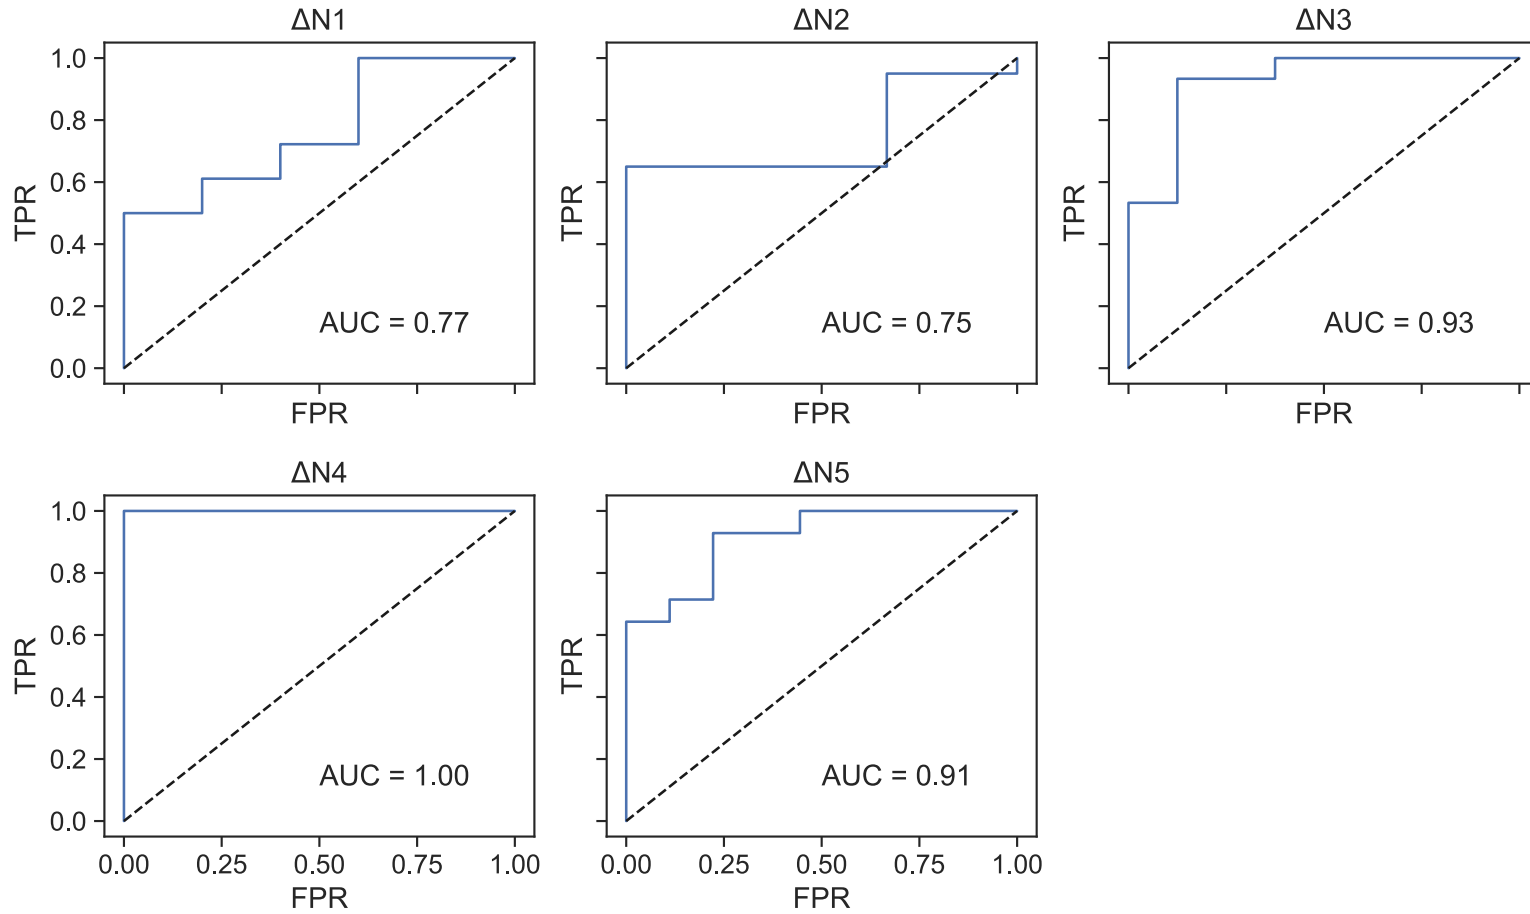 ΔN1
ΔN2
ΔN3
1.0
0.8
0.6
0.4
0.2
0.0
TPR
TPR
TPR
AUC = 0.77
AUC = 0.75
AUC = 0.93
FPR
FPR
FPR
ΔN4
ΔN5
1.0
0.8
0.6
0.4
0.2
0.0
TPR
TPR
AUC = 1.00
AUC = 0.91
0.00 0.25 0.50 0.75 1.00
0.00 0.25 0.50 0.75 1.00
FPR
FPR